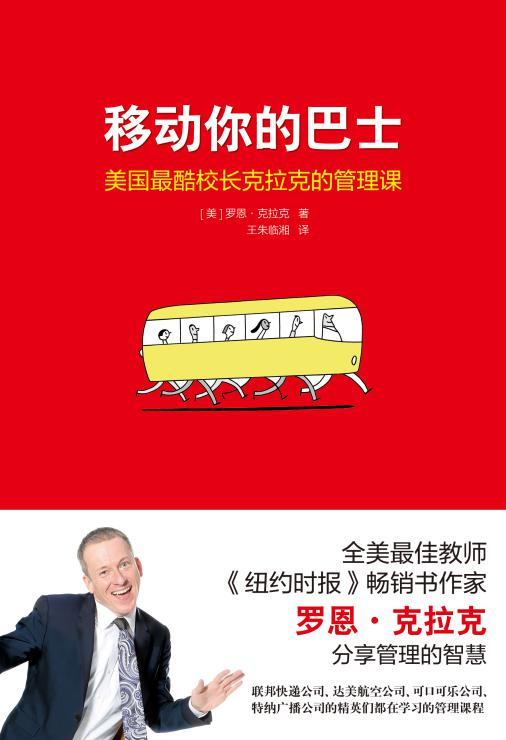 移动你的巴士
美国最酷校长克拉克的管理课
[ 美 ] 罗恩·克拉克 著
王朱临湘 译
全美最佳教师
《纽约时报》畅销书作家
罗恩·克拉克
分享管理的智慧
联邦快递公司、达美航空公司、可口可乐公司、
特纳广播公司的精英们都在学习的管理课程